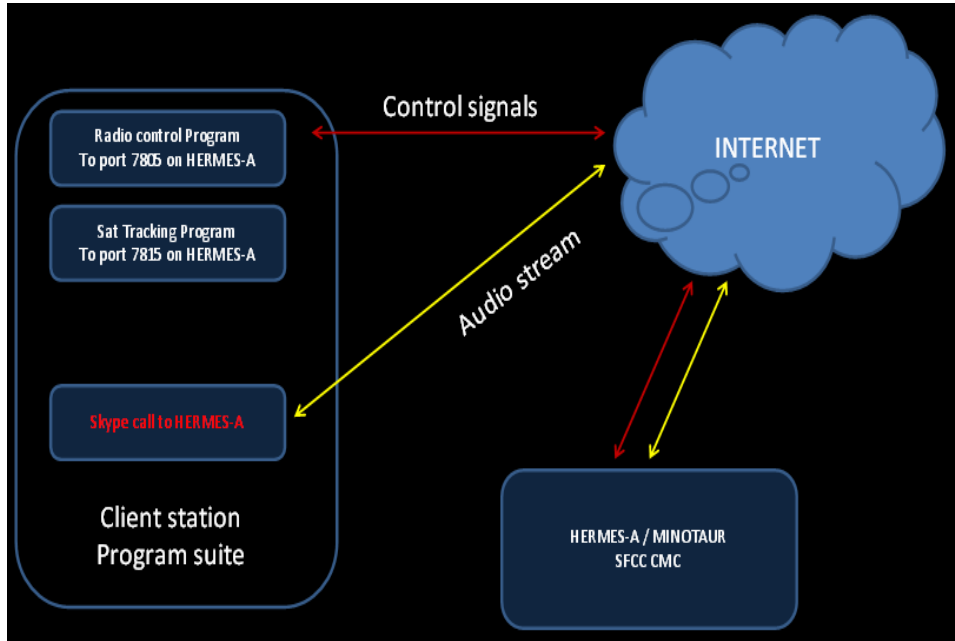 Radio control Program
To port 7805 on HERMES-A
Sat Tracking Program
To port 7815 on HERMES-A
Skype call to HERMES-A
Client station
Program suite
Control signals
Audio stream
INTERNET
HERMES-A / MINOTAUR
SFCC CMC